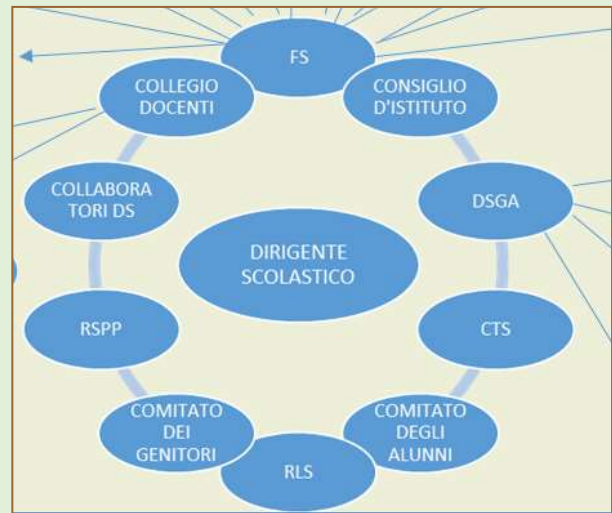 FS
COLLEGIO
DOCENTI
CONSIGLIO
D'ISTITUTO
COLLABORA
TORI DS
DSGA
DIRIGENTE
SCOLASTICO
RSPP
CTS
COMITATO
DEI
GENITORI
COMITATO
DEGLI
ALUNNI
RLS